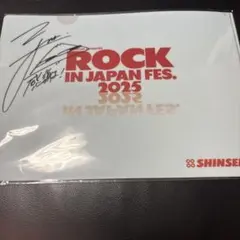 ROCK
IN JAPAN FES.
2025
SHINSEI